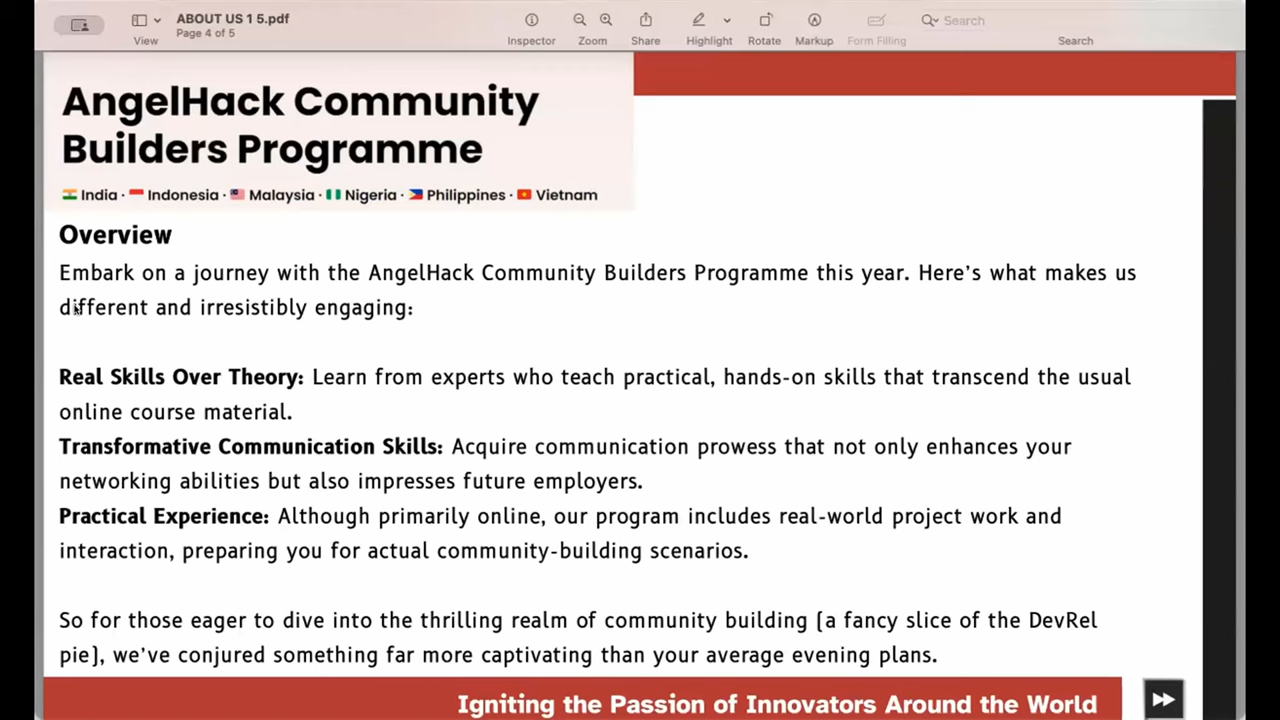 ABOUT US 1 5.pdf
Page 4 of 5
View
Inspector
Zoom
Share
Highlight
Rotate
Markup
Form Filling
Search
Search
AngelHack Community
Builders Programme
India · Indonesia · Malaysia · Nigeria · Philippines · Vietnam
Overview
Embark on a journey with the AngelHack Community Builders Programme this year. Here's what makes us
different and irresistibly engaging:
Real Skills Over Theory: Learn from experts who teach practical, hands-on skills that transcend the usual
online course material.
Transformative Communication Skills: Acquire communication prowess that not only enhances your
networking abilities but also impresses future employers.
Practical Experience: Although primarily online, our program includes real-world project work and
interaction, preparing you for actual community-building scenarios.
So for those eager to dive into the thrilling realm of community building (a fancy slice of the DevRel
pie), we've conjured something far more captivating than your average evening plans.
Igniting the Passion of Innovators Around the World